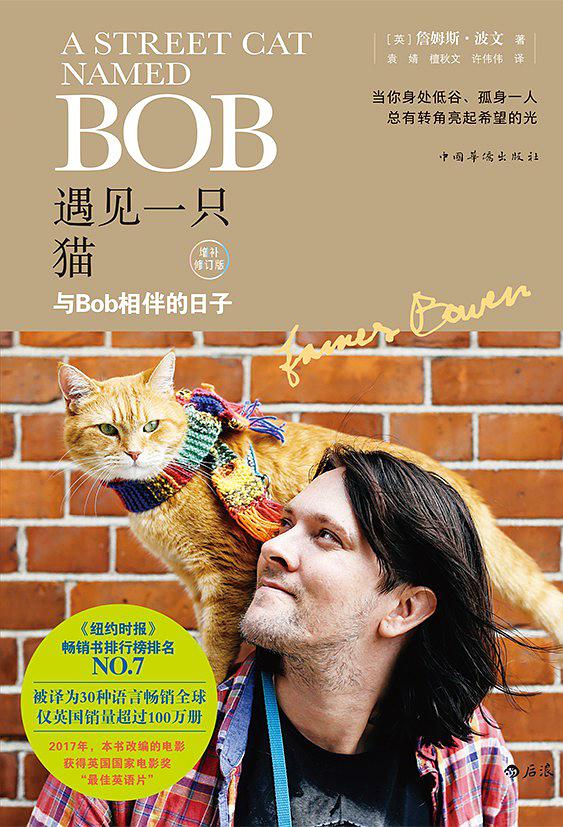 A STREET CAT
NAMED
BOB
遇见一只
猫
增补
修订版
与Bob相伴的日子
[英] 詹姆斯·波文 著
袁婧 檀秋文 许伟伟 译
当你身处低谷、孤身一人
总有转角亮起希望的光
中国华侨出版社
James Bowen
《纽约时报》
畅销书排行榜排名
NO.7
被译为30种语言畅销全球
仅英国销量超过100万册
2017年，本书改编的电影
获得英国国家电影奖
“最佳英语片”
后浪